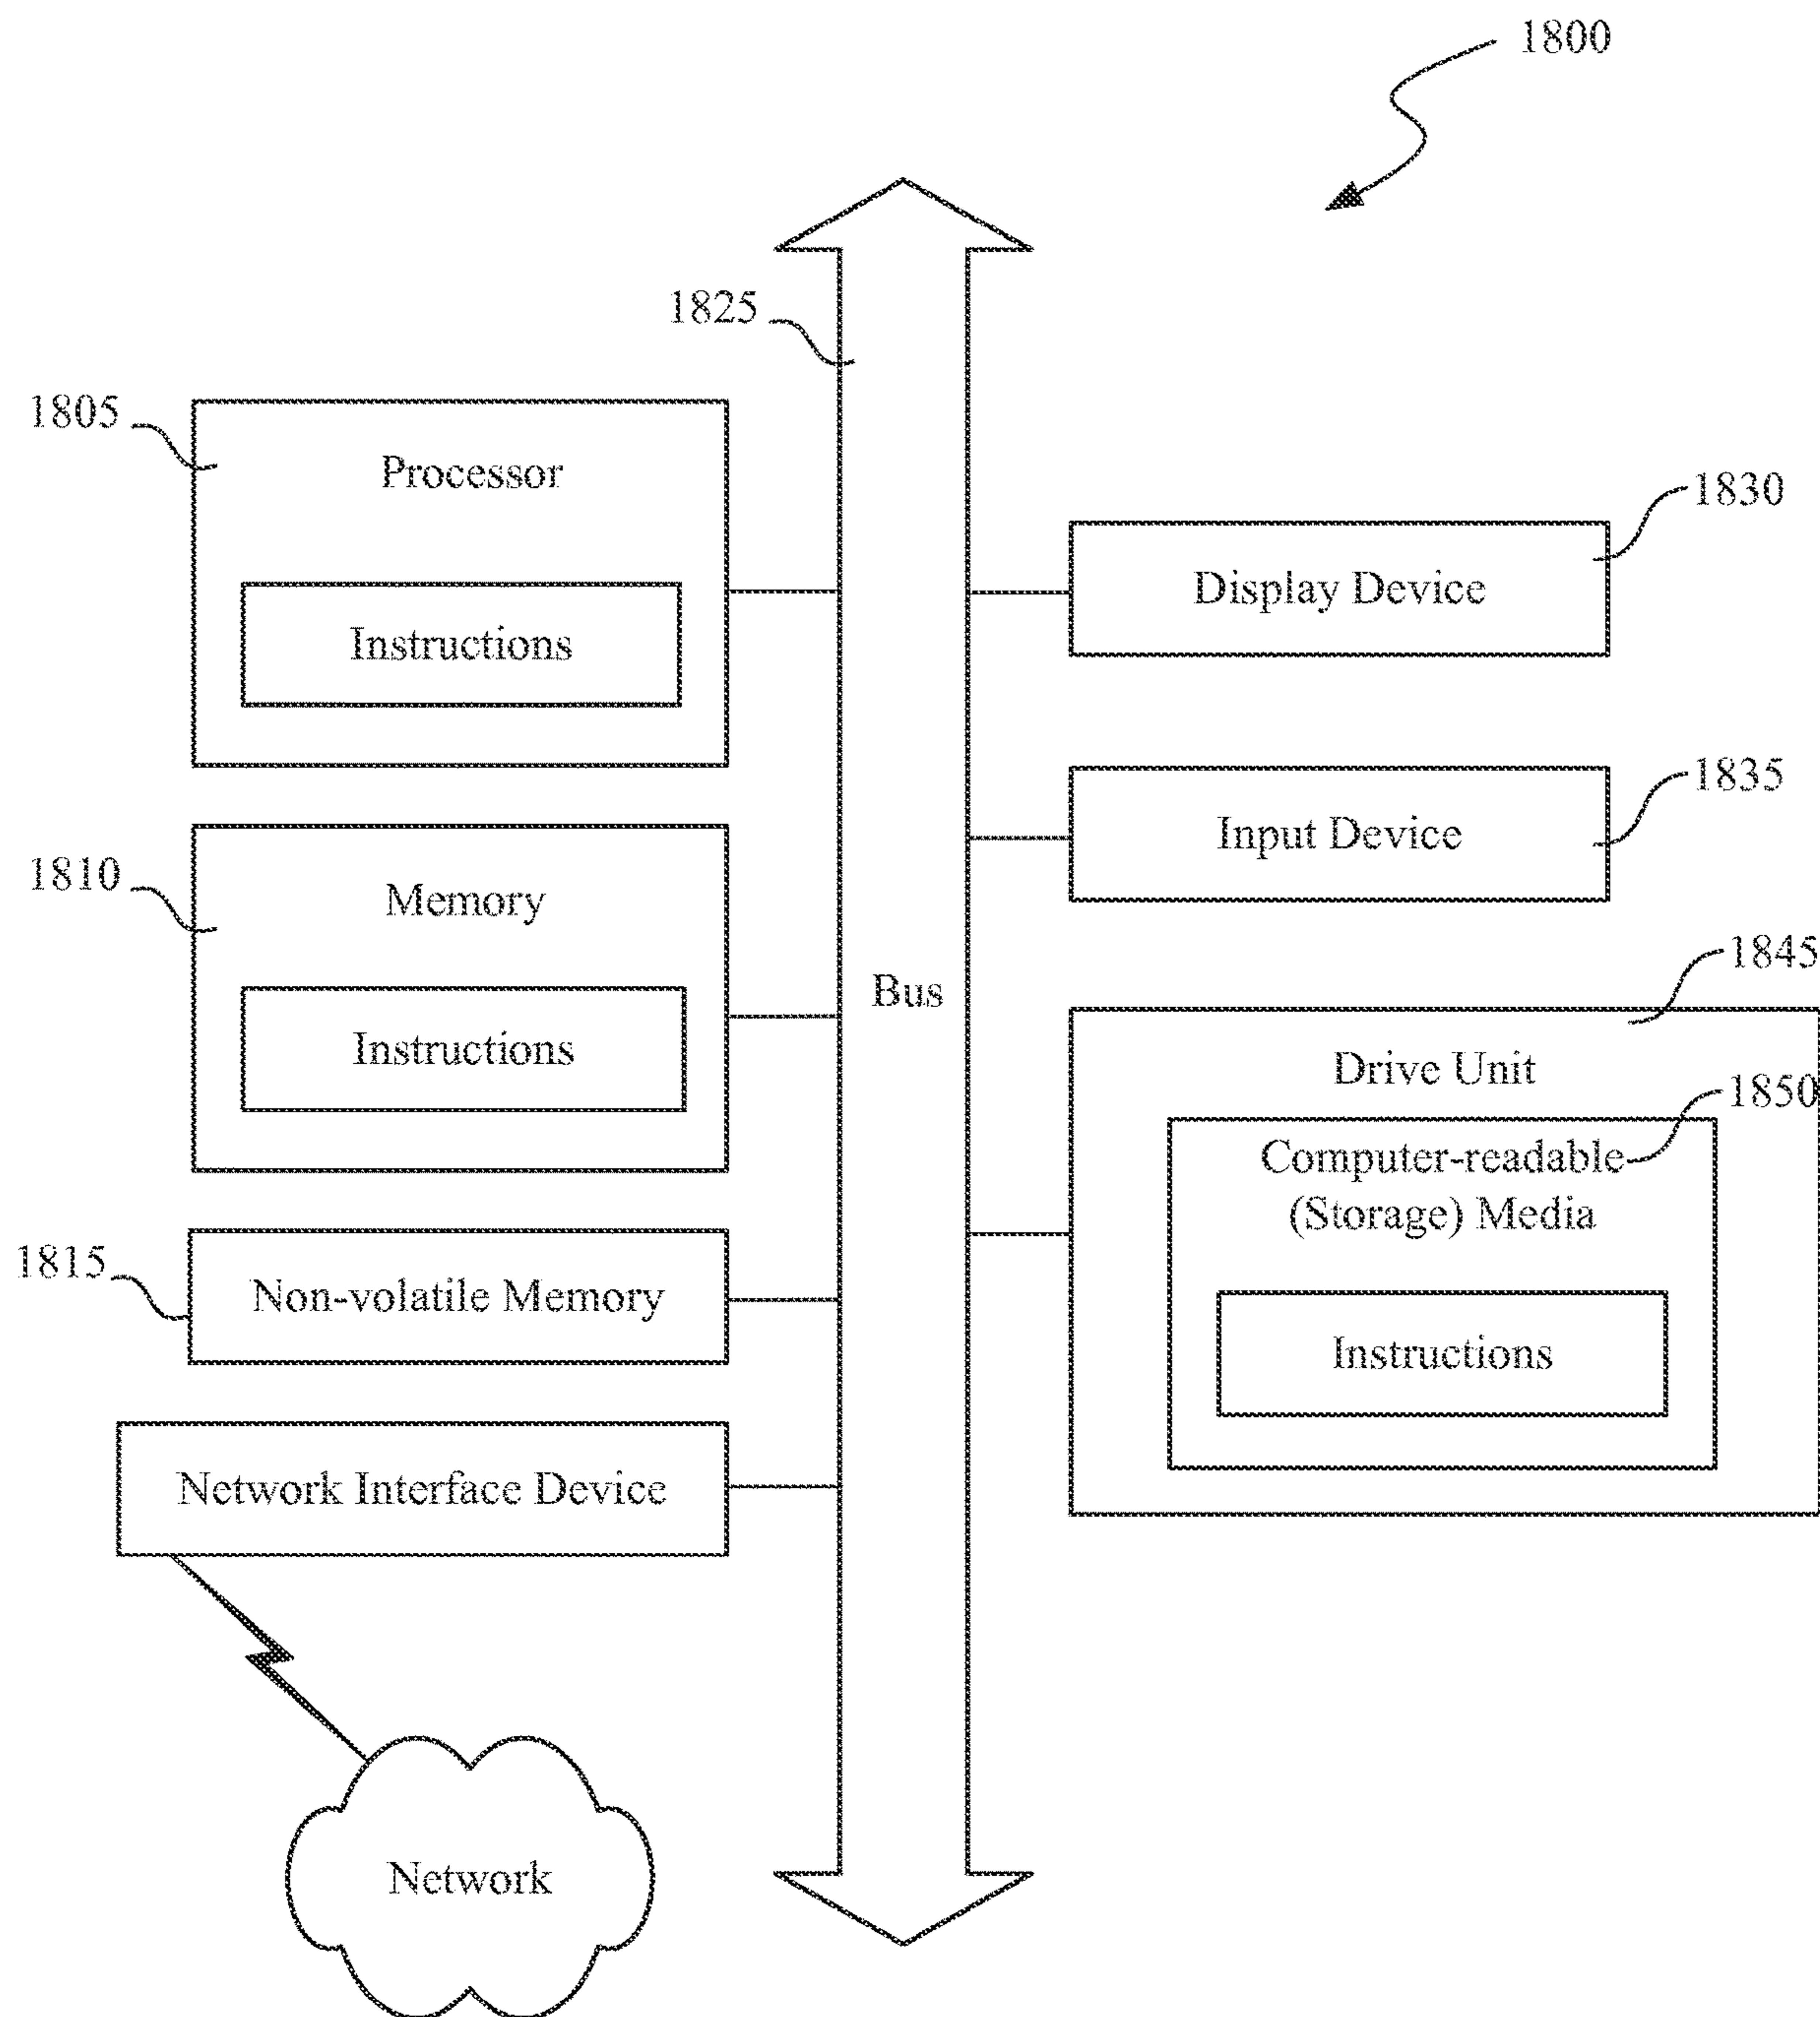 1800
1825
1805
Processor
Instructions
1830
Display Device
1835
Input Device
1810
Memory
Instructions
Bus
1845
Drive Unit
1850
Computer-readable
(Storage) Media
Instructions
1815
Non-volatile Memory
Network Interface Device
Network